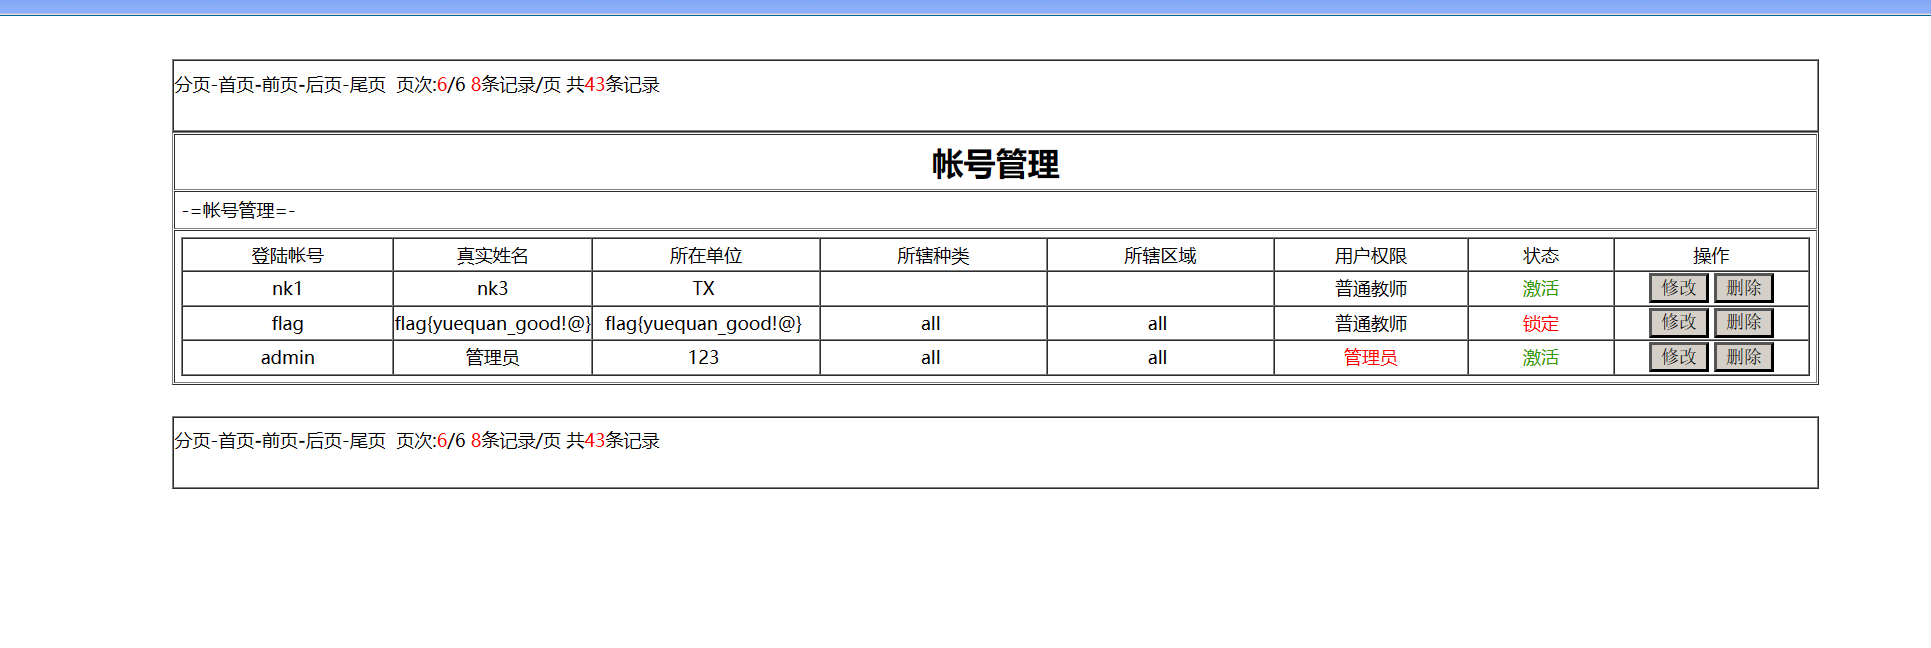 分页-首页-前页-后页-尾页 页次:6/6 8条记录/页 共43条记录
帐号管理
-=帐号管理=-
登陆帐号 真实姓名 所在单位 所辖种类 所辖区域 用户权限 状态 操作
nk1 nk3 TX 普通教师 激活 修改 删除
flag flag{yuequan_good!@} flag{yuequan_good!@} all all 普通教师 锁定 修改 删除
admin 管理员 123 all all 管理员 激活 修改 删除
分页-首页-前页-后页-尾页 页次:6/6 8条记录/页 共43条记录